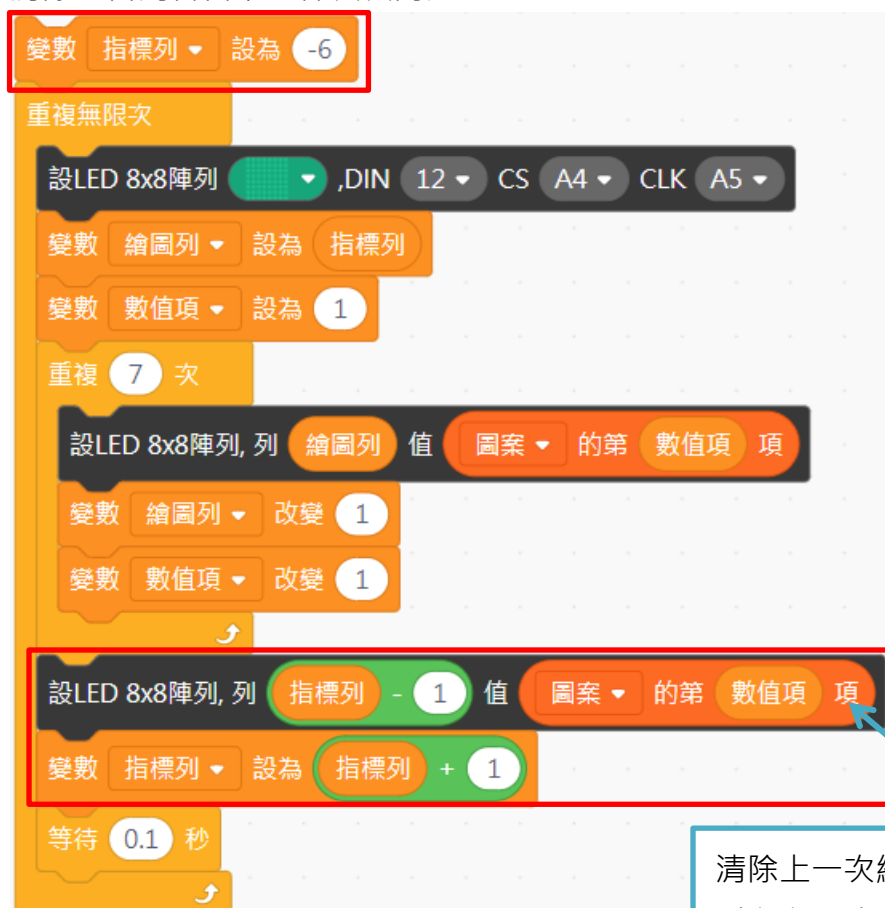 變數 指標列 設為 -6
重複無限次
設LED 8x8陣列 ,DIN 12 CS A4 CLK A5
變數 繪圖列 設為 指標列
變數 數值項 設為 1
重複 7 次
設LED 8x8陣列, 列 繪圖列 值 圖案 的第 數值項 項
變數 繪圖列 改變 1
變數 數值項 改變 1
設LED 8x8陣列, 列 指標列 - 1 值 圖案 的第 數值項 項
變數 指標列 設為 指標列 + 1
等待 0.1 秒
清除上一次